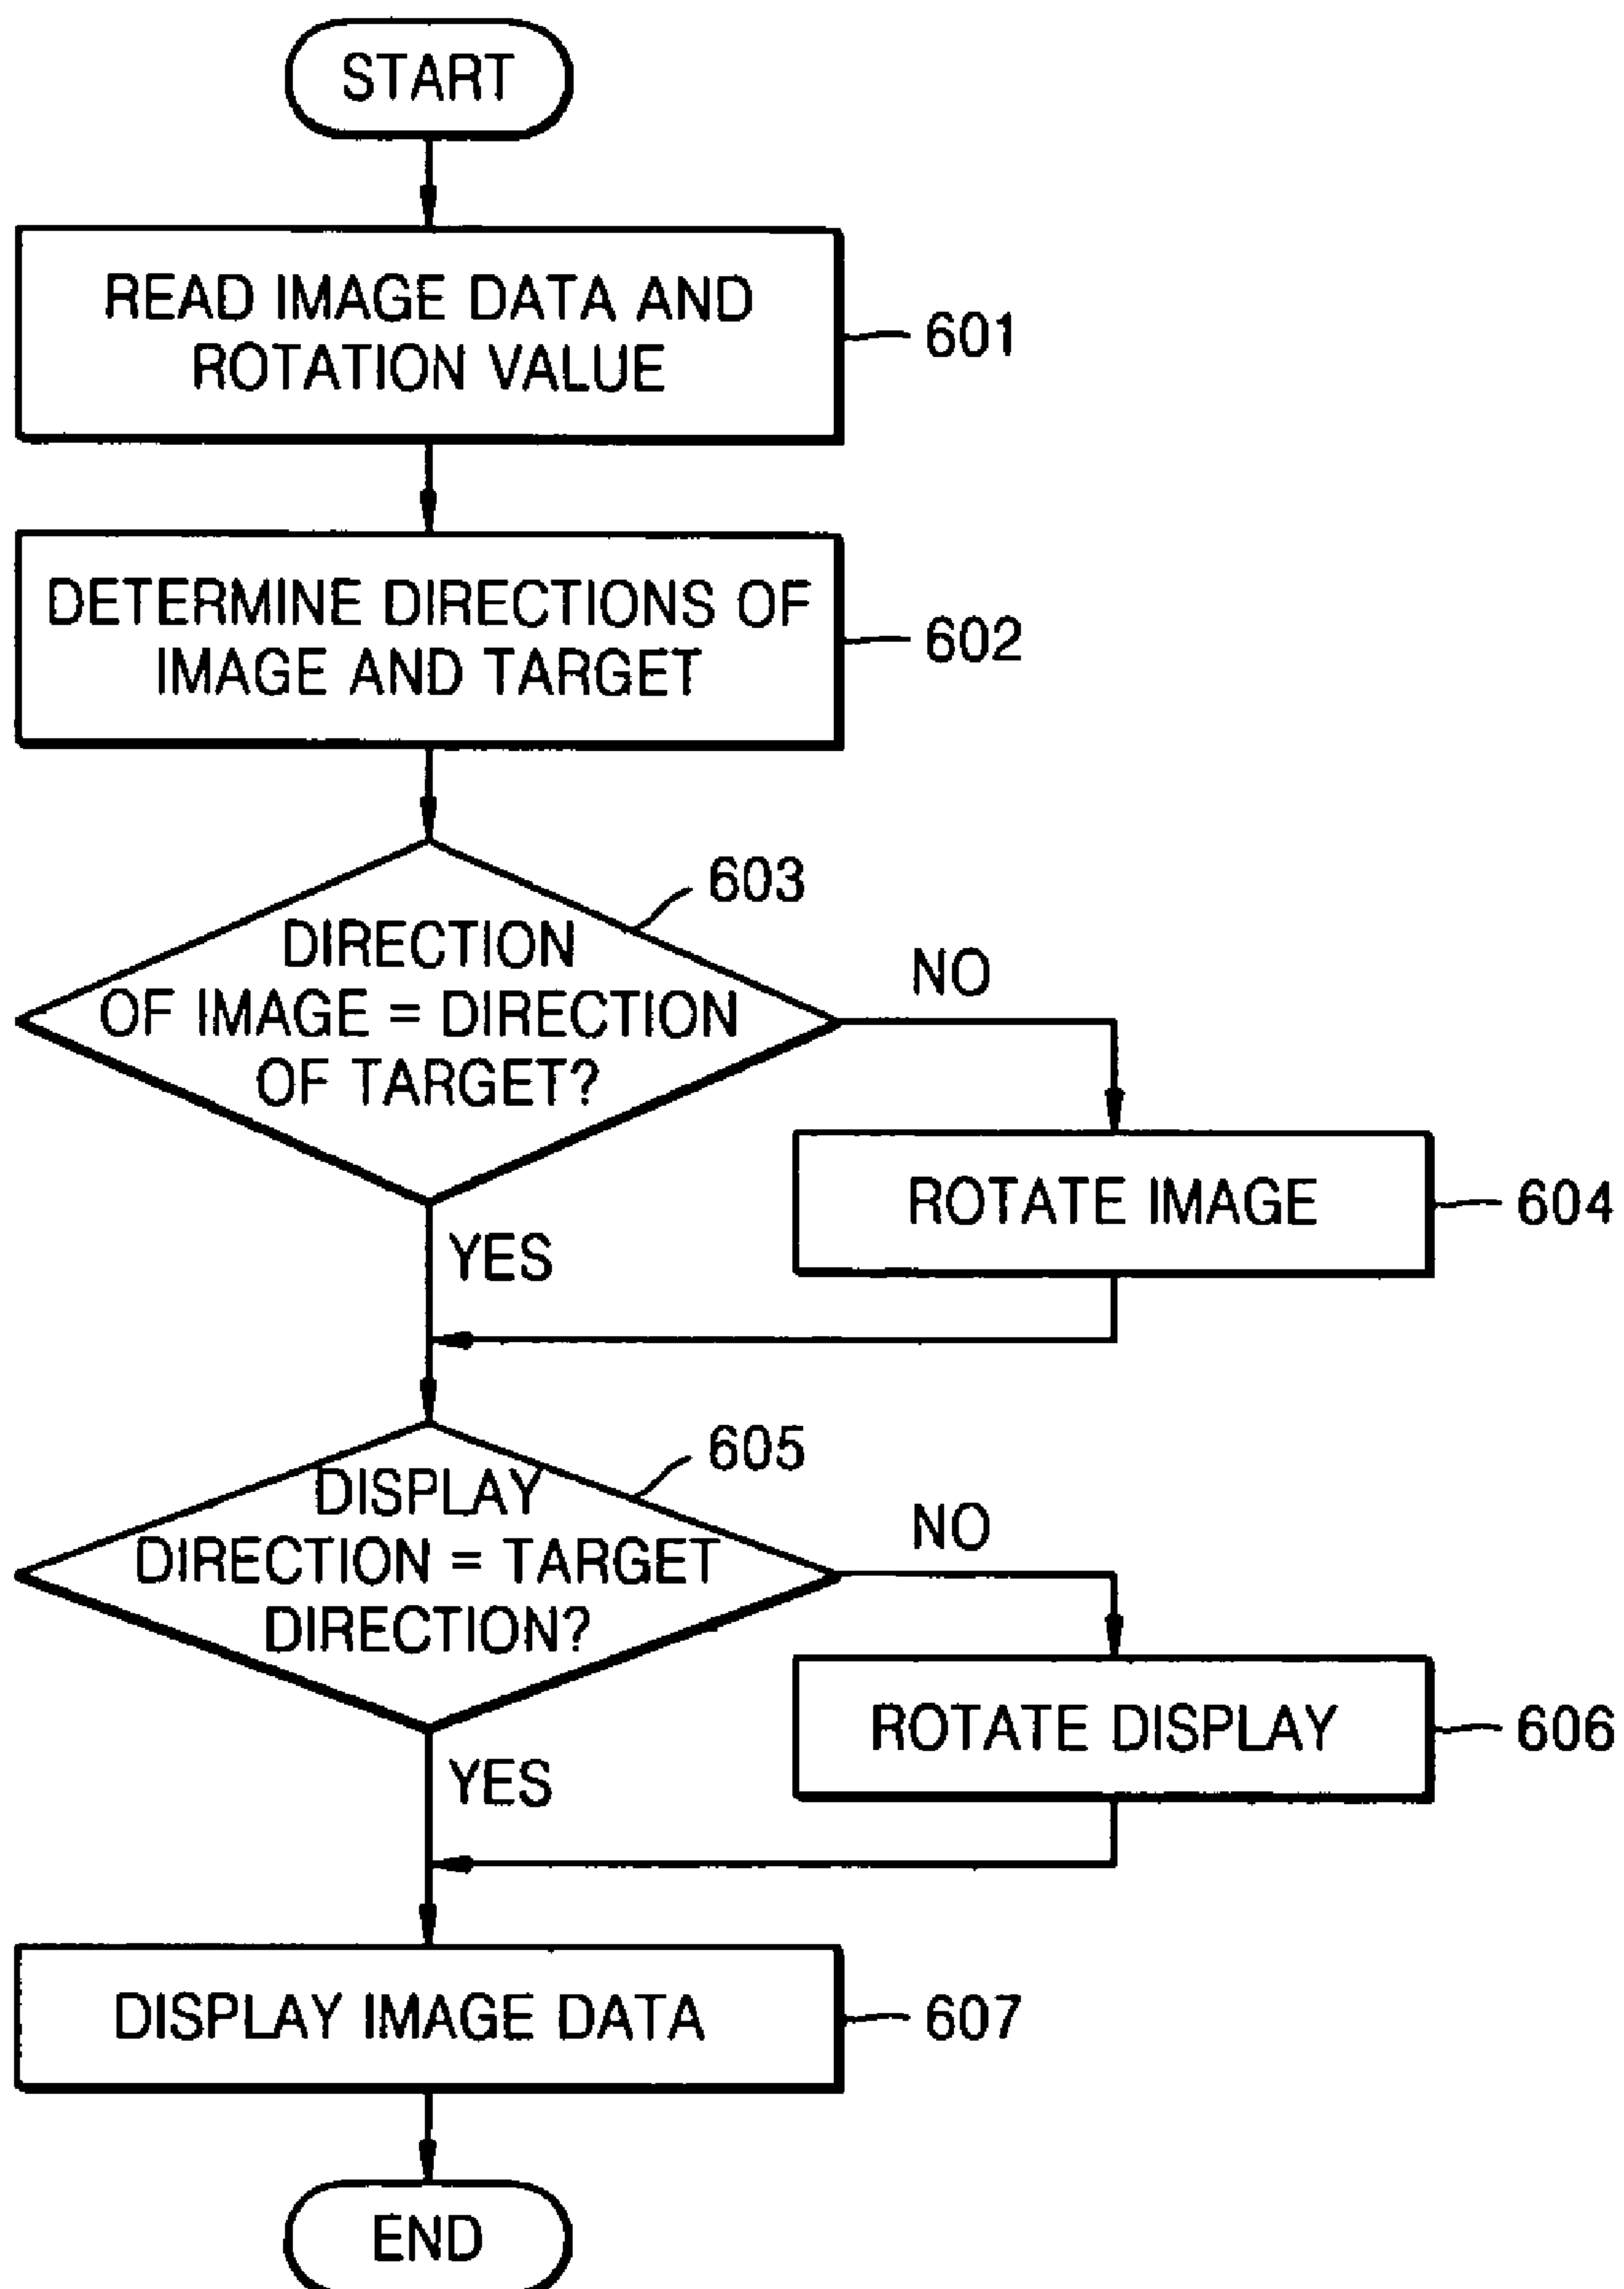 START
READ IMAGE DATA AND
ROTATION VALUE
601
DETERMINE DIRECTIONS OF
IMAGE AND TARGET
602
603
DIRECTION
OF IMAGE = DIRECTION
OF TARGET?
NO
ROTATE IMAGE
604
YES
605
DISPLAY
DIRECTION = TARGET
DIRECTION?
NO
ROTATE DISPLAY
606
YES
DISPLAY IMAGE DATA
607
END